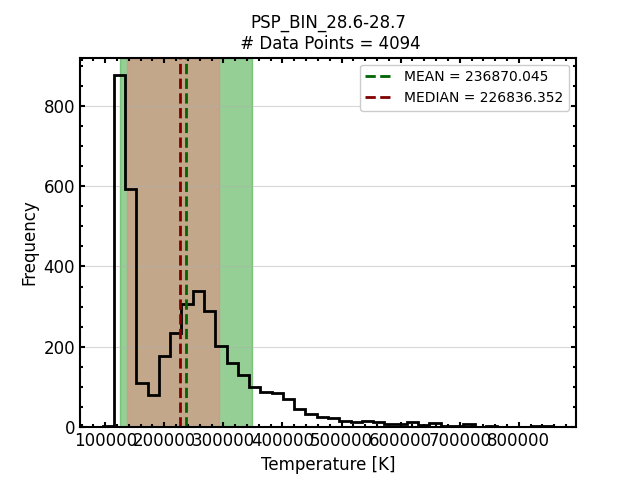 PSP_BIN_28.6-28.7
# Data Points = 4094
MEAN = 236870.045
MEDIAN = 226836.352
800
600
400
200
0
Frequency
100000 200000 300000 400000 500000 600000 700000 800000
Temperature [K]